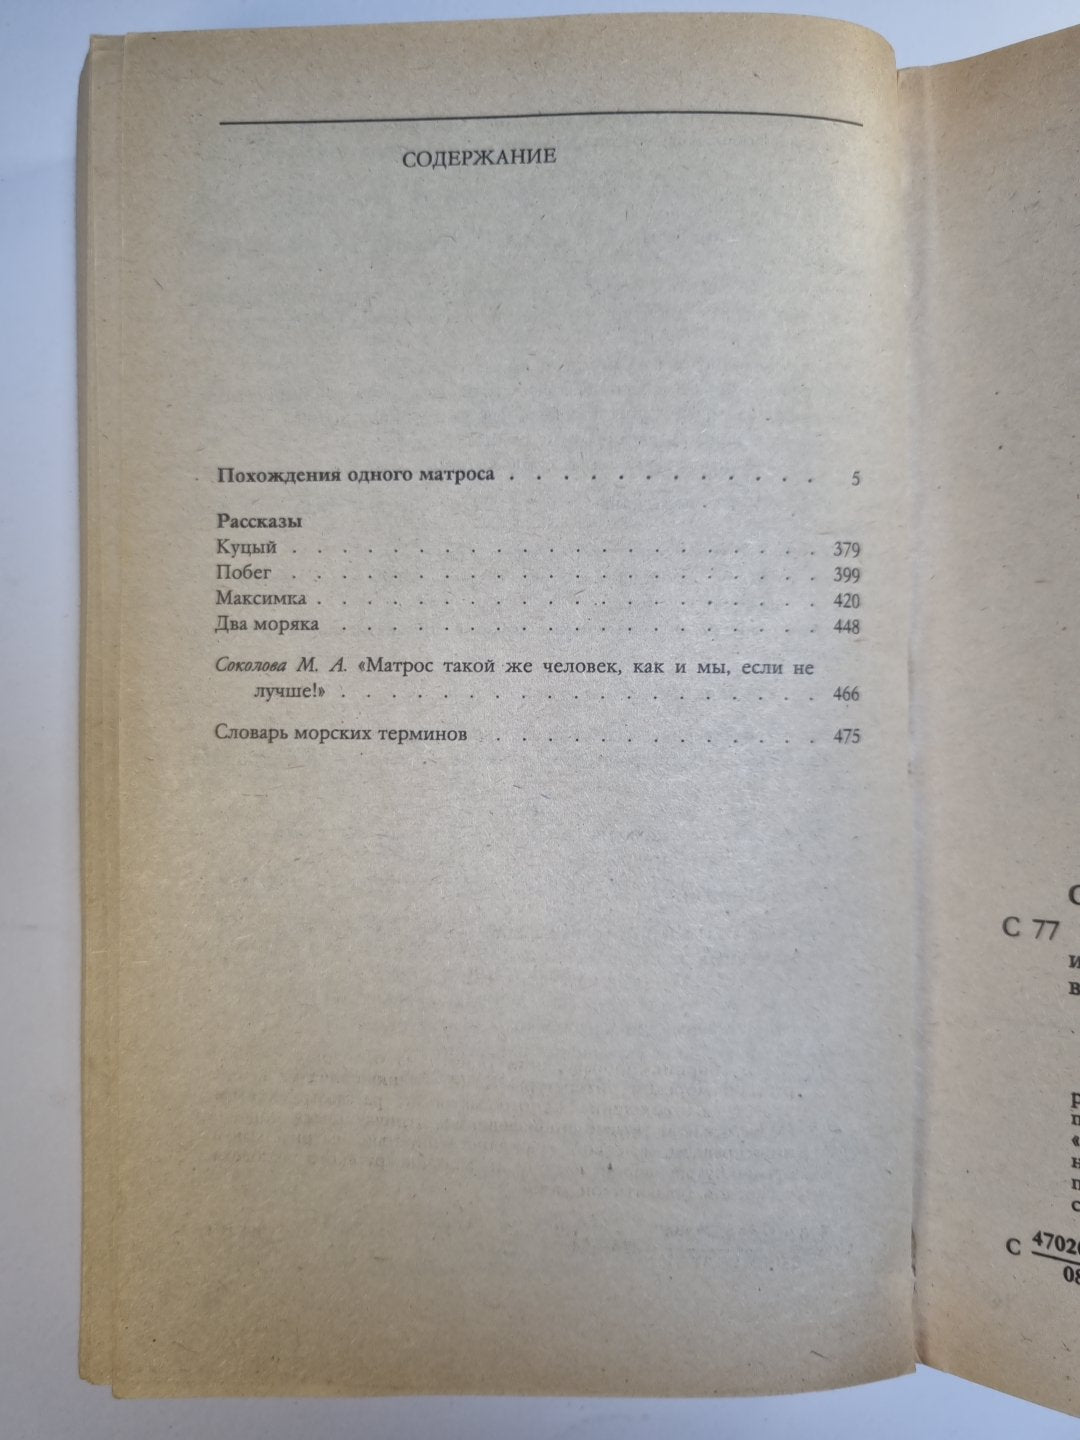 СОДЕРЖАНИЕ
Похождения одного матроса . . . . . . . . . . . . 5
Рассказы
Куцый . . . . . . . . . . . . . . . . . . . . . 379
Побег . . . . . . . . . . . . . . . . . . . . . 399
Максимка . . . . . . . . . . . . . . . . . . . . 420
Два моряка . . . . . . . . . . . . . . . . . . . 448
Соколова М. А. «Матрос такой же человек, как и мы, если не
лучше!» . . . . . . . . . . . . . . . . . . . 466
Словарь морских терминов . . . . . . . . . . . . . 475
С 77
С